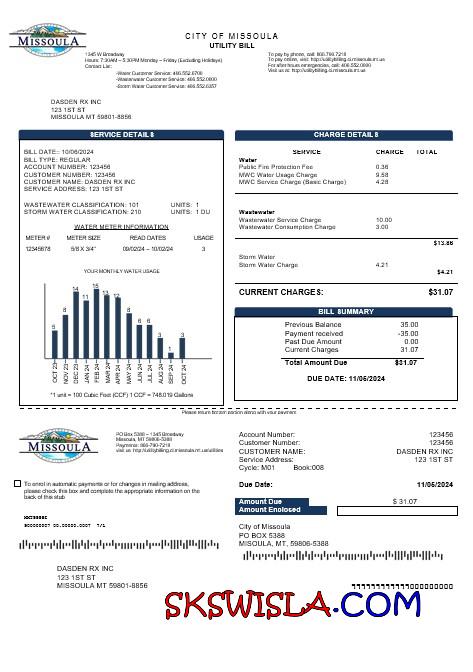 MISSOULA
CITY OF MISSOULA
UTILITY BILL
1345 W Broadway
Hours: 7:30AM – 5:30PM Monday – Friday (Excluding Holidays)
Contact List:
-Water Customer Service: 406.552.6700
-Wastewater Customer Service: 406.552.6000
-Storm Water Customer Service: 406.552.6357
To pay by phone, call: 866.790.7218
To pay online, visit: http://utilitybilling.ci.missoula.mt.us
For after hours emergencies, call: 406.552.0000
Visit us at: http://utilitybilling.ci.missoula.mt.us
DASDEN RX INC
123 1ST ST
MISSOULA MT 59801-8856
SERVICE DETAILS
BILL DATE:: 10/06/2024
BILL TYPE: REGULAR
ACCOUNT NUMBER: 123456
CUSTOMER NUMBER: 123456
CUSTOMER NAME: DASDEN RX INC
SERVICE ADDRESS: 123 1ST ST
WASTEWATER CLASSIFICATION: 101 UNITS: 1
STORM WATER CLASSIFICATION: 210 UNITS: 1 DU
WATER METER INFORMATION
METER# METER SIZE READ DATES USAGE
12345678 5/8 X 3/4" 09/02/24 – 10/02/24 3
YOUR MONTHLY WATER USAGE
5 8 14 11 15 13 12 8 6 6 3 1 3
OCT 23 NOV 23 DEC 23 JAN 24 FEB 24 MAR 24 APR 24 MAY 24 JUN 24 JUL 24 AUG 24 SEP 24 OCT 24
*1 unit = 100 Cubic Feet (CCF) 1 CCF = 748.019 Gallons
CHARGE DETAILS
SERVICE CHARGE TOTAL
Water
Public Fire Protection Fee 0.36
MWC Water Usage Charge 9.58
MWC Service Charge (Basic Charge) 4.28
Wastewater
Wastewater Service Charge 10.00
Wastewater Consumption Charge 3.00
$13.86
Storm Water
Storm Water Charge 4.21
$4.21
CURRENT CHARGES: $31.07
BILL SUMMARY
Previous Balance 35.00
Payment received -35.00
Past Due Amount 0.00
Current Charges 31.07
Total Amount Due $31.07
DUE DATE: 11/05/2024
Please return bottom portion along with your payment
MISSOULA
PO Box 5388 – 1345 W Broadway
Missoula, MT 59806
Payments: 866-790-7218
visit us: http://utilitybilling.ci.missoula.mt.us/utilities
To enroll in automatic payments or for changes in mailing address,
please check this box and complete the appropriate information on the
back of this stub
DASDEN RX INC
123 1ST ST
MISSOULA MT 59801-8856
Account Number: 123456
Customer Number: 123456
CUSTOMER NAME: DASDEN RX INC
Service Address: 123 1ST ST
Cycle: M01 Book:008
Due Date: 11/05/2024
Amount Due $ 31.07
Amount Enclosed
City of Missoula
PO BOX 5388
MISSOULA, MT, 59806-5388
SKSWISLA.COM